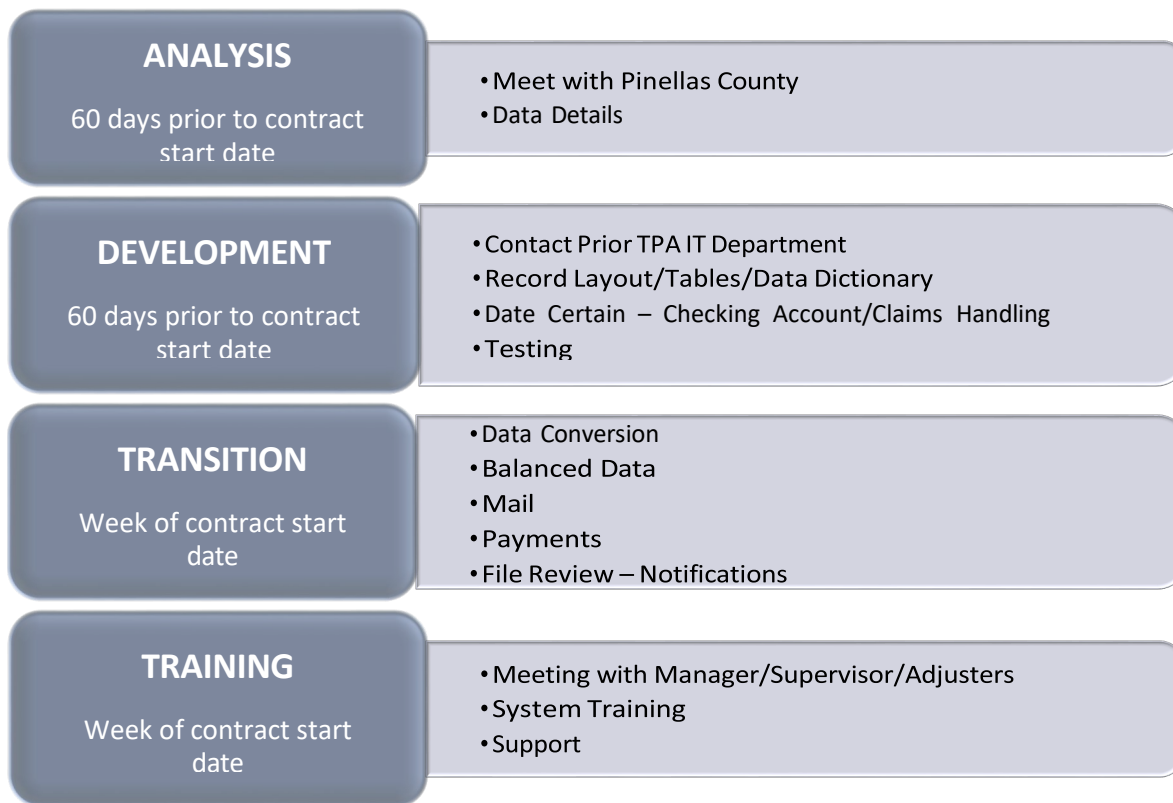 ANALYSIS
60 days prior to contract
start date
•Meet with Pinellas County
•Data Details
DEVELOPMENT
60 days prior to contract
start date
•Contact Prior TPA IT Department
•Record Layout/Tables/Data Dictionary
•Date Certain – Checking Account/Claims Handling
•Testing
TRANSITION
Week of contract start
date
•Data Conversion
•Balanced Data
•Mail
•Payments
•File Review – Notifications
TRAINING
Week of contract start
date
•Meeting with Manager/Supervisor/Adjusters
•System Training
•Support